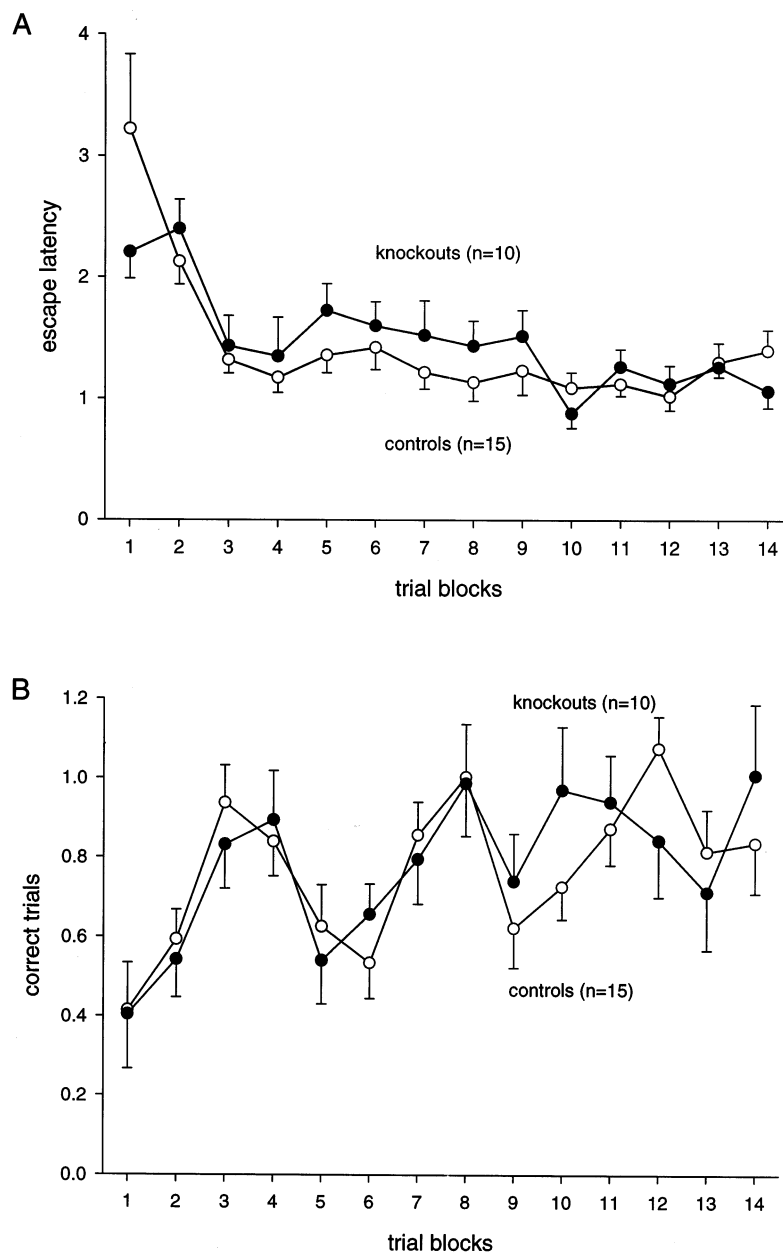 A
4
3
2
1
0
escape latency
knockouts (n=10)
controls (n=15)
1 2 3 4 5 6 7 8 9 10 11 12 13 14
trial blocks
B
1.2
1.0
0.8
0.6
0.4
0.2
0.0
correct trials
knockouts (n=10)
controls (n=15)
1 2 3 4 5 6 7 8 9 10 11 12 13 14
trial blocks